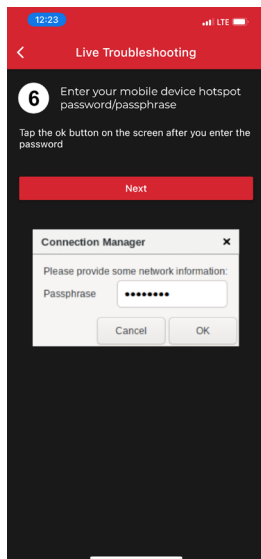 12:23
LTE
Live Troubleshooting
6
Enter your mobile device hotspot
password/passphrase
Tap the ok button on the screen after you enter the
password
Next
Connection Manager
Please provide some network information:
Passphrase ••••••••
Cancel OK